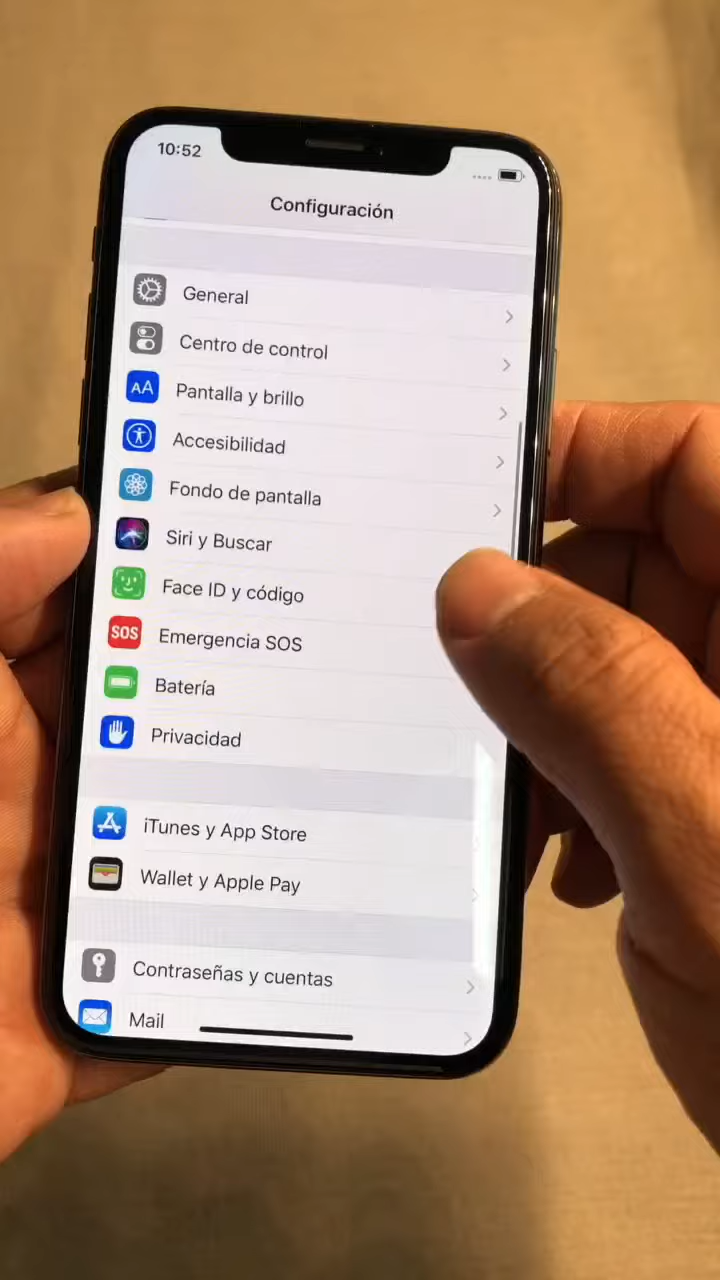 10:52
Configuración
General
Centro de control
AA Pantalla y brillo
Accesibilidad
Fondo de pantalla
Siri y Buscar
Face ID y código
SOS Emergencia SOS
Batería
Privacidad
iTunes y App Store
Wallet y Apple Pay
Contraseñas y cuentas
Mail